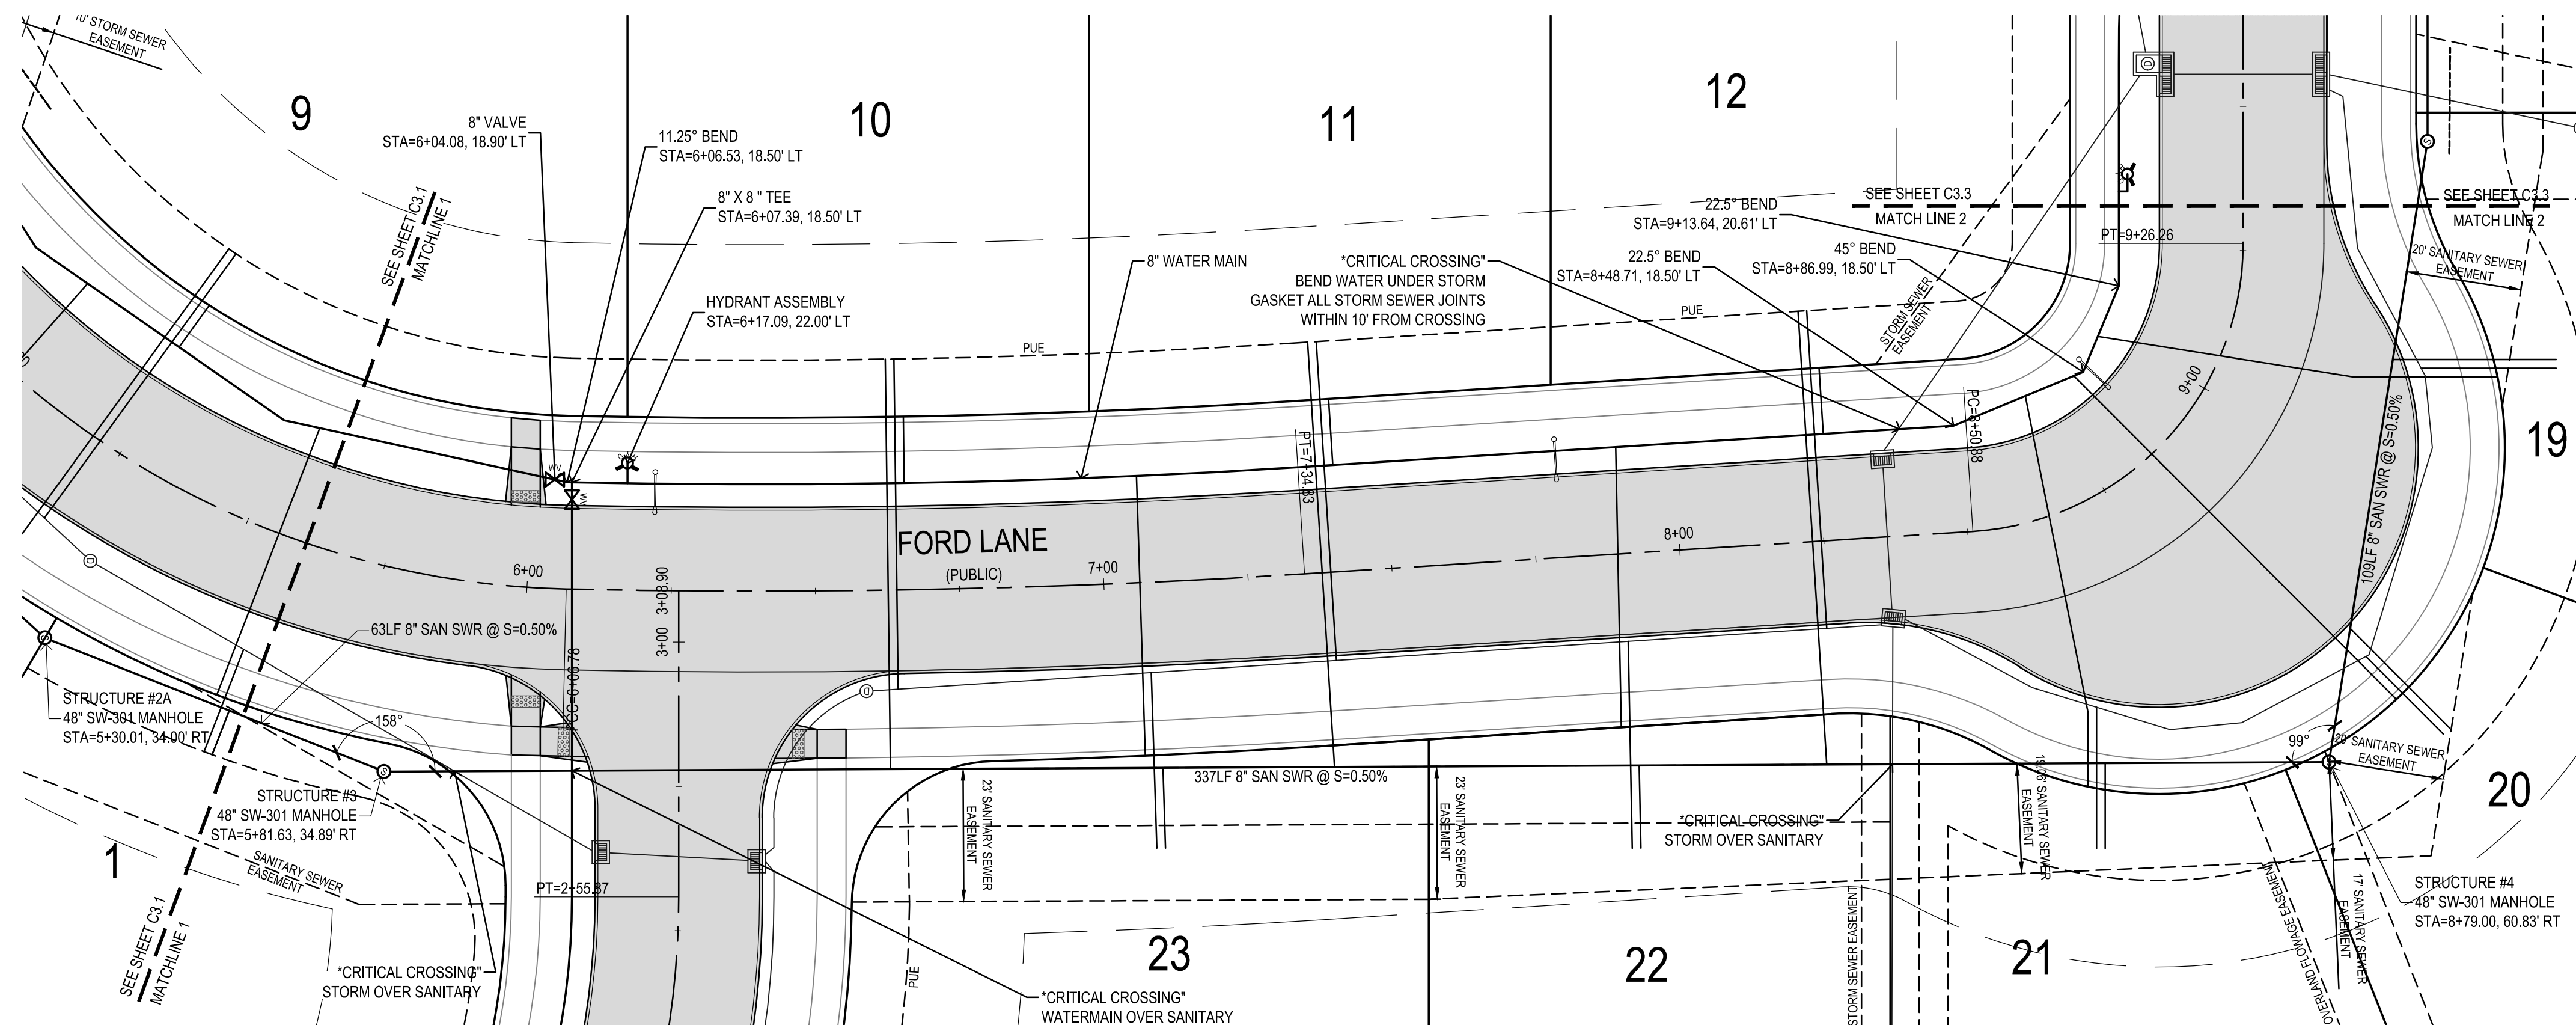 10' STORM SEWER
EASEMENT
9
10
11
12
8" VALVE
STA=6+04.08, 18.90' LT
11.25° BEND
STA=6+06.53, 18.50' LT
8" X 8 " TEE
STA=6+07.39, 18.50' LT
HYDRANT ASSEMBLY
STA=6+17.09, 22.00' LT
SEE SHEET C3.1
MATCHLINE 1
8" WATER MAIN
*CRITICAL CROSSING*
BEND WATER UNDER STORM
GASKET ALL STORM SEWER JOINTS
WITHIN 10' FROM CROSSING
22.5° BEND
STA=9+13.64, 20.61' LT
22.5° BEND
STA=8+48.71, 18.50' LT
45° BEND
STA=8+86.99, 18.50' LT
SEE SHEET C3.3
MATCH LINE 2
SEE SHEET C3.3
MATCH LINE 2
PT=9+26.26
20' SANITARY SEWER
EASEMENT
STORM SEWER
EASEMENT
PUE
PUE
D
S
WV
WV
PT=7+34.83
PC=8+50.88
9+00
8+00
7+00
6+00
FORD LANE
(PUBLIC)
3+08.90
3+00
109LF 8" SAN SWR @ S=0.50%
19
D
S
63LF 8" SAN SWR @ S=0.50%
STRUCTURE #2A
48" SW-301 MANHOLE
STA=5+30.01, 34.00' RT
158°
D
S
STRUCTURE #3
48" SW-301 MANHOLE
STA=5+81.63, 34.89' RT
337LF 8" SAN SWR @ S=0.50%
99°
S
20' SANITARY SEWER
EASEMENT
20
1
SANITARY SEWER
EASEMENT
PT=2+55.87
23' SANITARY SEWER
EASEMENT
23' SANITARY SEWER
EASEMENT
*CRITICAL CROSSING*
STORM OVER SANITARY
EASEMENT
17' SANITARY SEWER
EASEMENT
STRUCTURE #4
48" SW-301 MANHOLE
STA=8+79.00, 60.83' RT
SEE SHEET C3.1
MATCHLINE 1
*CRITICAL CROSSING*
STORM OVER SANITARY
PUE
23
22
21
STORM SEWER EASEMENT
OVERLAND FLOWAGE EASEMENT
*CRITICAL CROSSING*
WATERMAIN OVER SANITARY